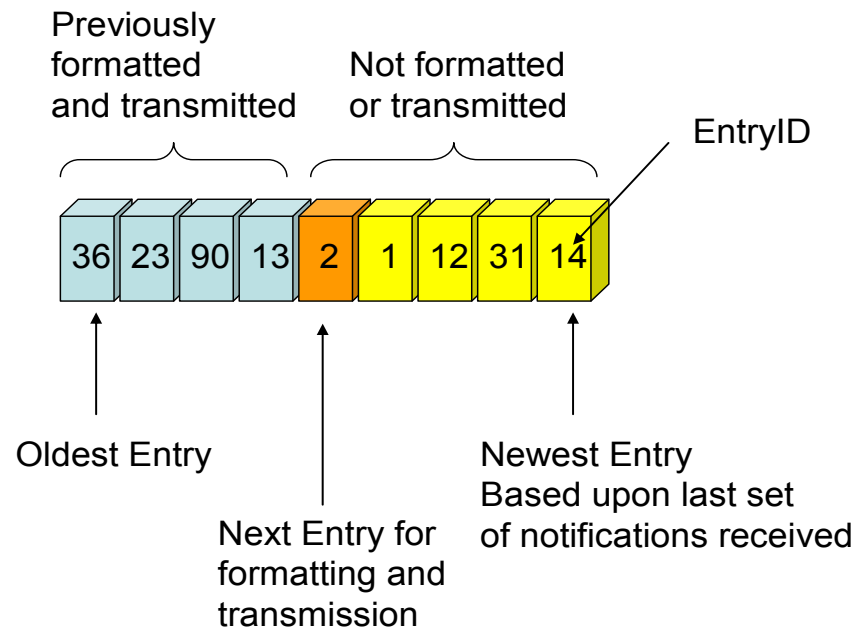 Previously
formatted
and transmitted
Not formatted
or transmitted
EntryID
36 23 90 13 2 1 12 31 14
Oldest Entry
Next Entry for
formatting and
transmission
Newest Entry
Based upon last set
of notifications received